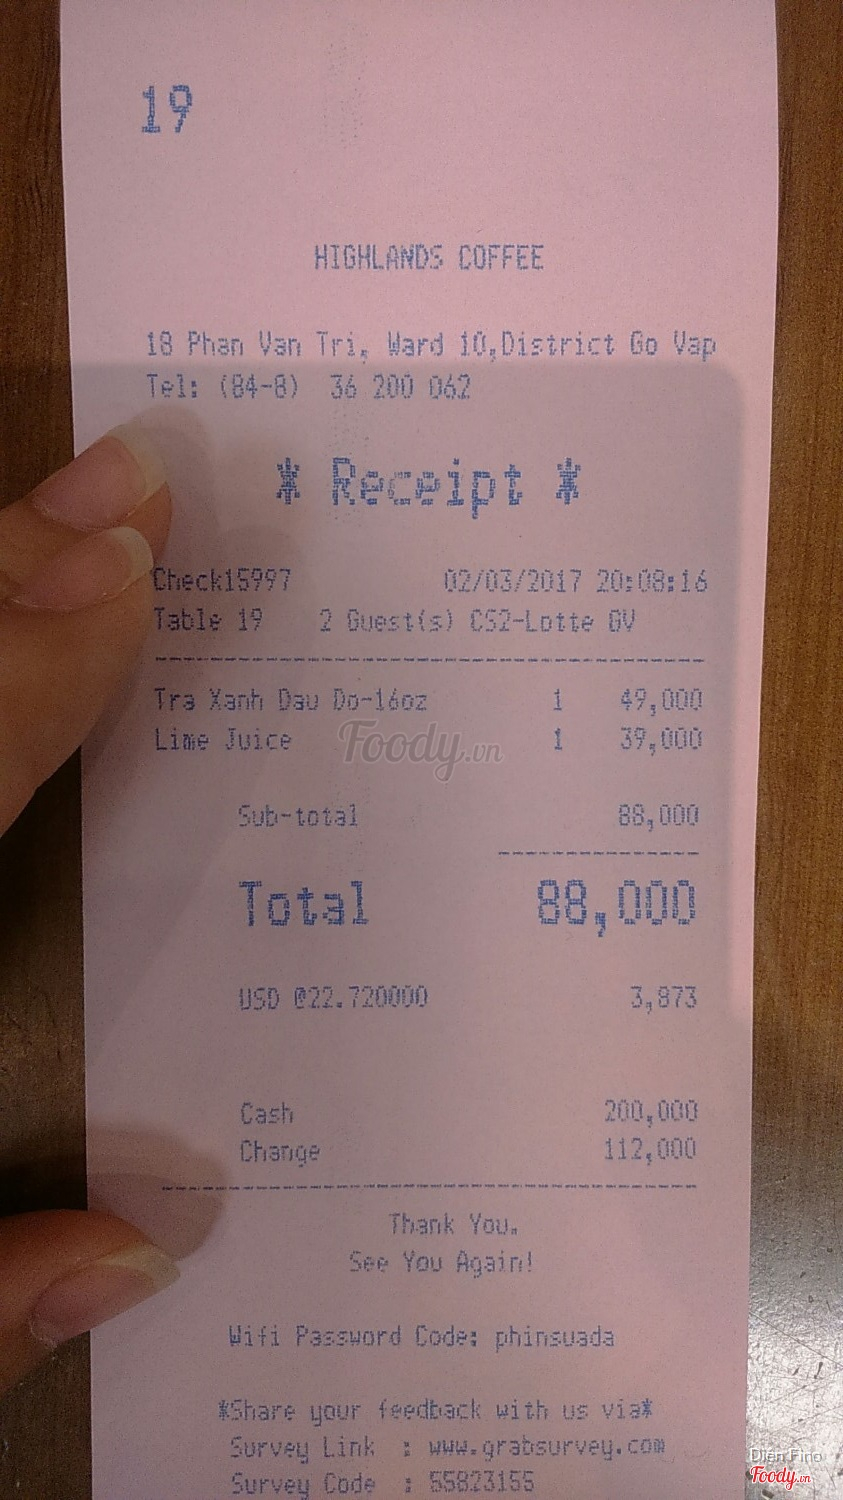 19
HIGHLANDS COFFEE
18 Phan Van Tri, Ward 10,District Go Vap
Tel: (84-8) 36 200 062
* Receipt *
Check15997 02/03/2017 20:08:16
Table 19 2 Guest(s) CS2-Lotte GV
Tra Xanh Dau Do-16oz 1 49,000
Lime Juice 1 39,000
Foody.vn
Sub-total 88,000
Total 88,000
USD @22.720000 3,873
Cash 200,000
Change 112,000
Thank You.
See You Again!
Wifi Password Code: phinsuada
*Share your feedback with us via*
Survey Link : www.grabsurvey.com
Survey Code : 55823155
Dien Fino
Foody.vn